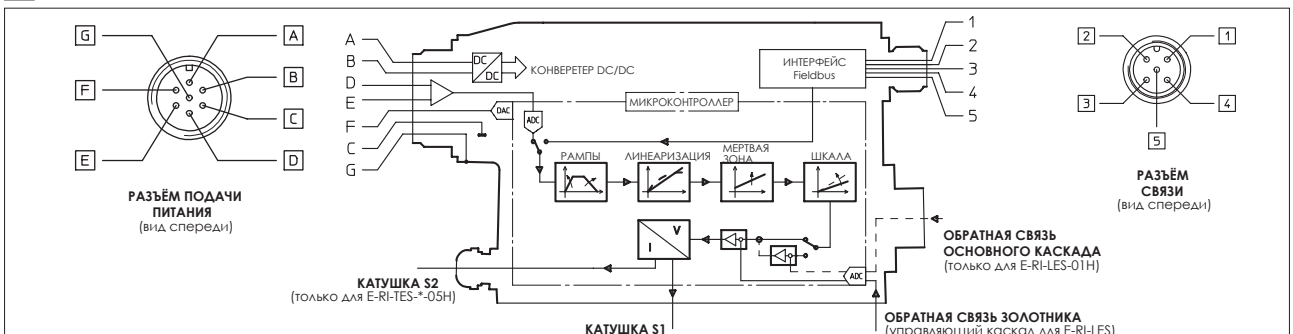 G
A
F
B
C
E
D
РАЗЪЁМ ПОДАЧИ
ПИТАНИЯ
(вид спереди)
A
B
D
E
F
C
G
DC
DC
КОНВЕРЕТЕР DC/DC
DAC
ADC
МИКРОКОНТРОЛЛЕР
ИНТЕРФЕЙС
Fieldbus
1
2
3
4
5
РАМПЫ
ЛИНЕАРИЗАЦИЯ
МЕРТВАЯ
ЗОНА
ШКАЛА
V
I
ADC
КАТУШКА S2
(только для E-RI-TES-*-05H)
КАТУШКА S1
ОБРАТНАЯ СВЯЗЬ
ОСНОВНОГО КАСКАДА
(только для E-RI-LES-01H)
ОБРАТНАЯ СВЯЗЬ ЗОЛОТНИКА
(управляющий каскад для E-RI-LES)
2
1
3
4
5
РАЗЪЁМ
СВЯЗИ
(вид спереди)